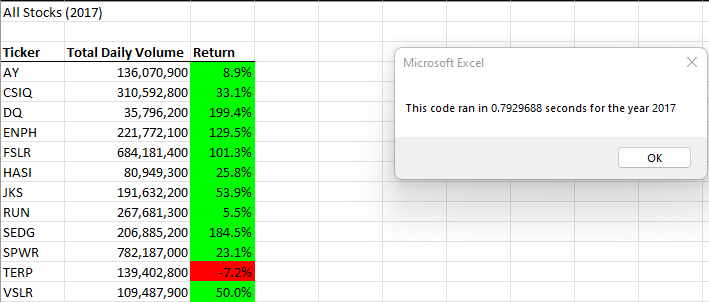 All Stocks (2017)
Ticker Total Daily Volume Return
AY 136,070,900 8.9%
CSIQ 310,592,800 33.1%
DQ 35,796,200 199.4%
ENPH 221,772,100 129.5%
FSLR 684,181,400 101.3%
HASI 80,949,300 25.8%
JKS 191,632,200 53.9%
RUN 267,681,300 5.5%
SEDG 206,885,200 184.5%
SPWR 782,187,000 23.1%
TERP 139,402,800 -7.2%
VSLR 109,487,900 50.0%
Microsoft Excel
This code ran in 0.7929688 seconds for the year 2017
OK